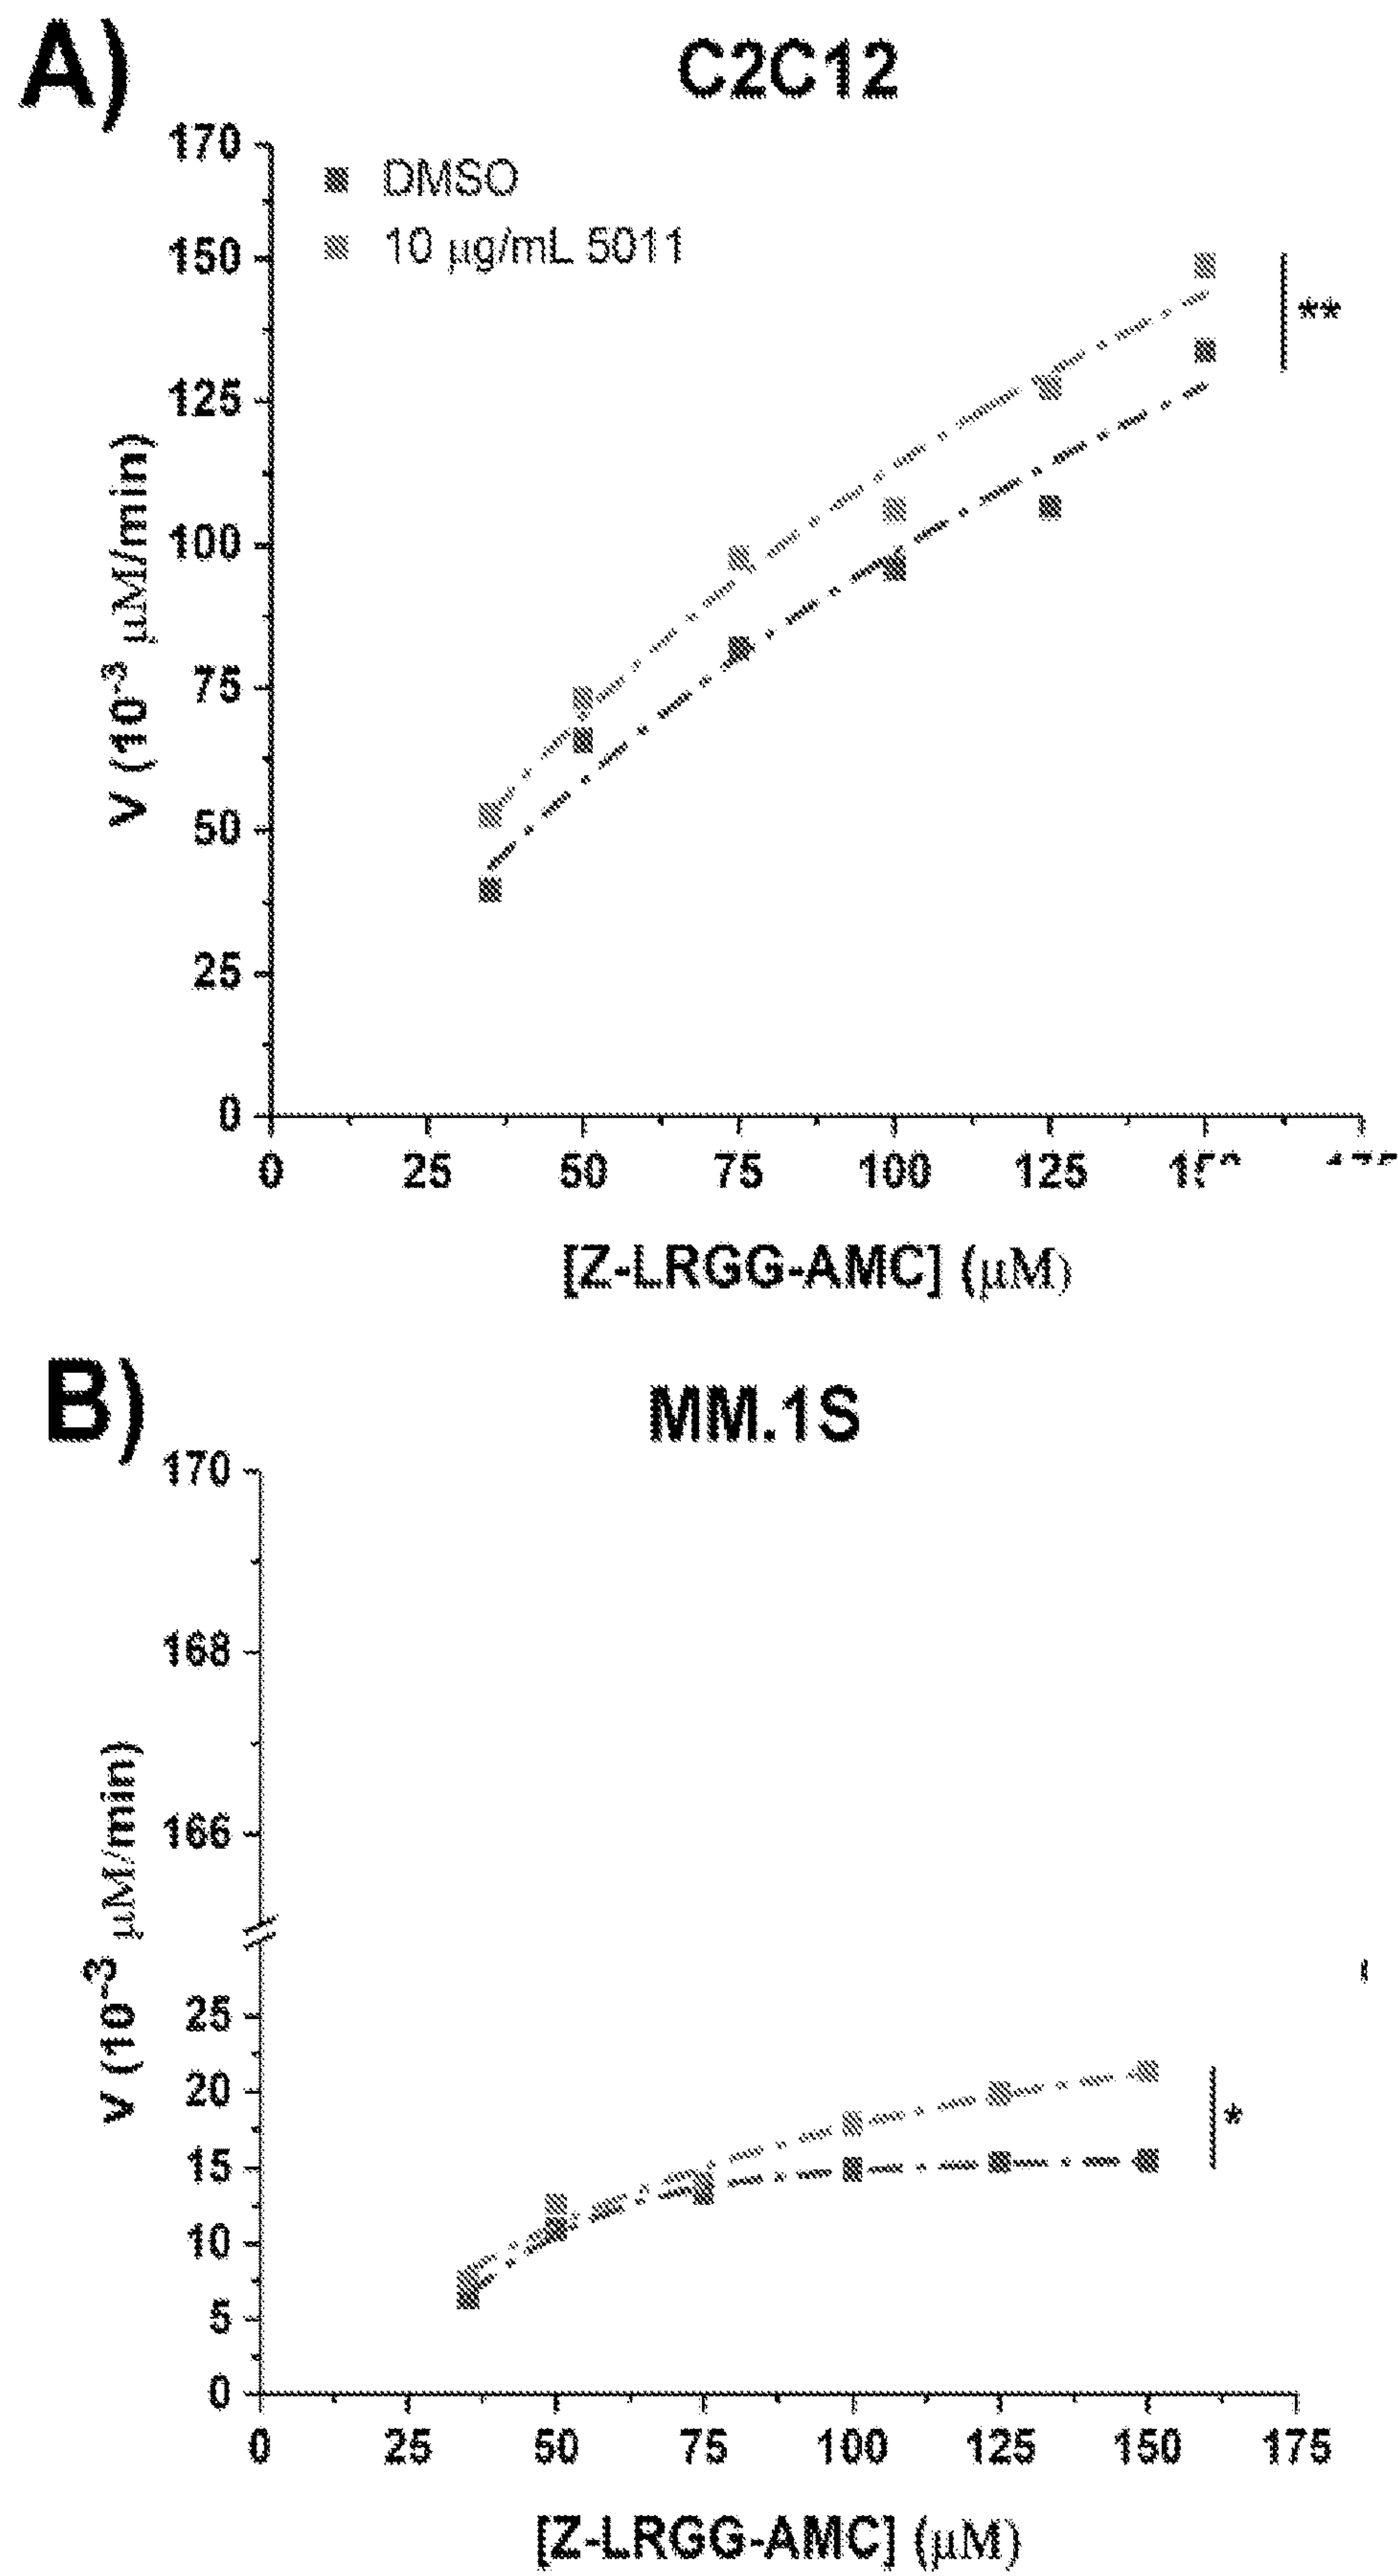 A)
C2C12
170
DMSO
10 µg/mL 5011
150
**
125
V (10⁻³ µM/min)
100
75
50
25
0
0 25 50 75 100 125
[Z-LRGG-AMC] (µM)
B)
MM.1S
170
168
166
V (10⁻³ µM/min)
25
20
*
15
10
5
0
0 25 50 75 100 125 150 175
[Z-LRGG-AMC] (µM)